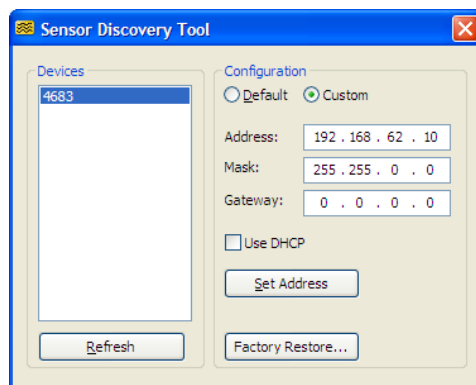 Sensor Discovery Tool
Devices
4683
Refresh
Configuration
Default Custom
Address: 192 . 168 . 62 . 10
Mask: 255 . 255 . 0 . 0
Gateway: 0 . 0 . 0 . 0
Use DHCP
Set Address
Factory Restore...